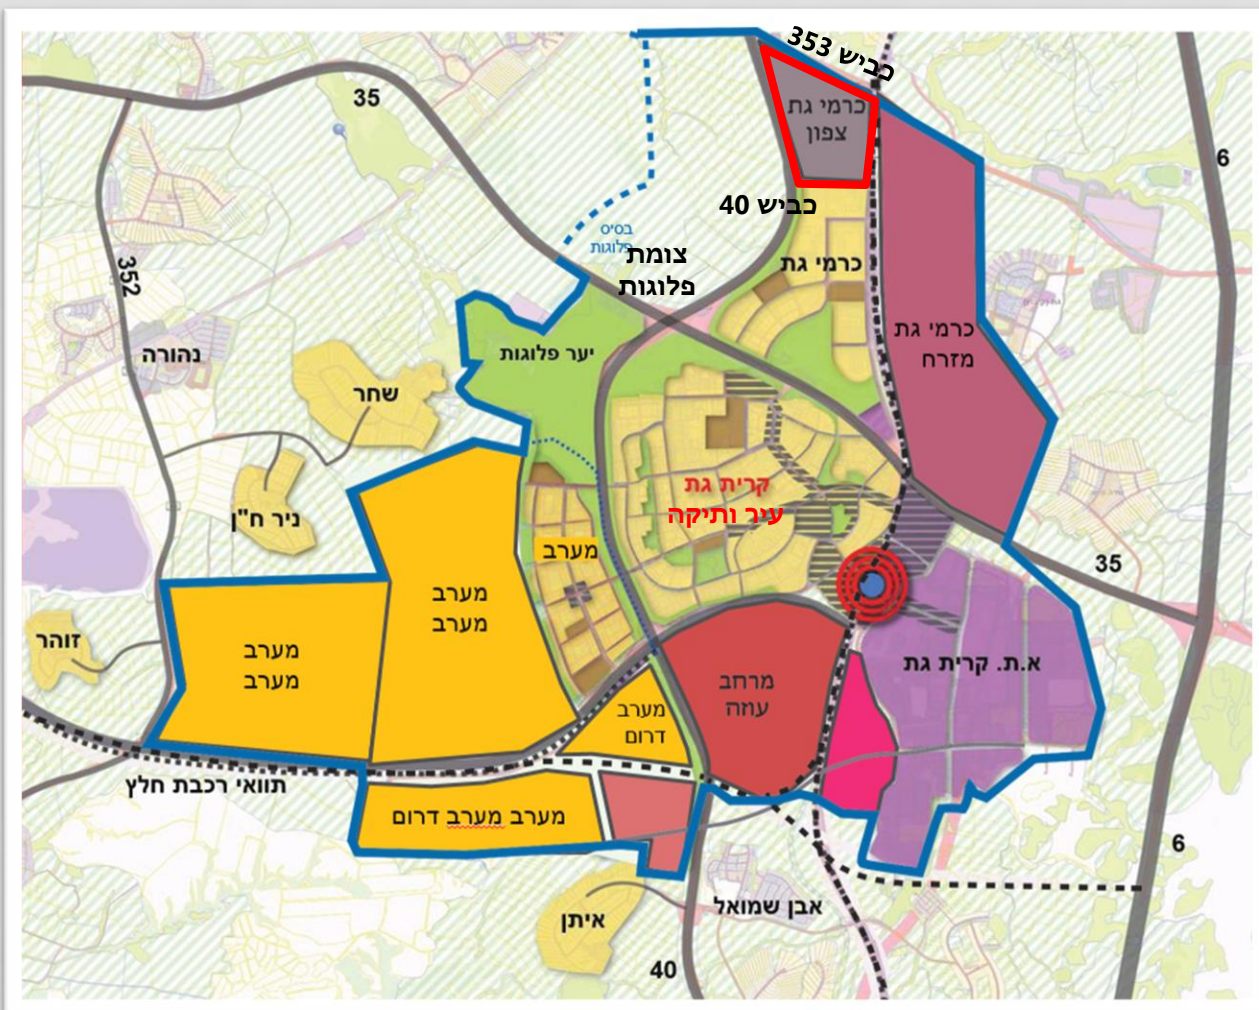 כביש 353
35
כרמי גת
צפון
6
כביש 40
בסיס
פלוגות
צומת
פלוגות
כרמי גת
352
כרמי גת
מזרח
נהורה
יער פלוגות
שחר
קרית גת
עיר ותיקה
ניר ח"ן
מערב
35
מערב
מערב
זוהר
מערב
מערב
א.ת. קרית גת
מרחב
עוזה
מערב
דרום
תוואי רכבת חלץ
מערב מערב דרום
6
אבן שמואל
איתן
40